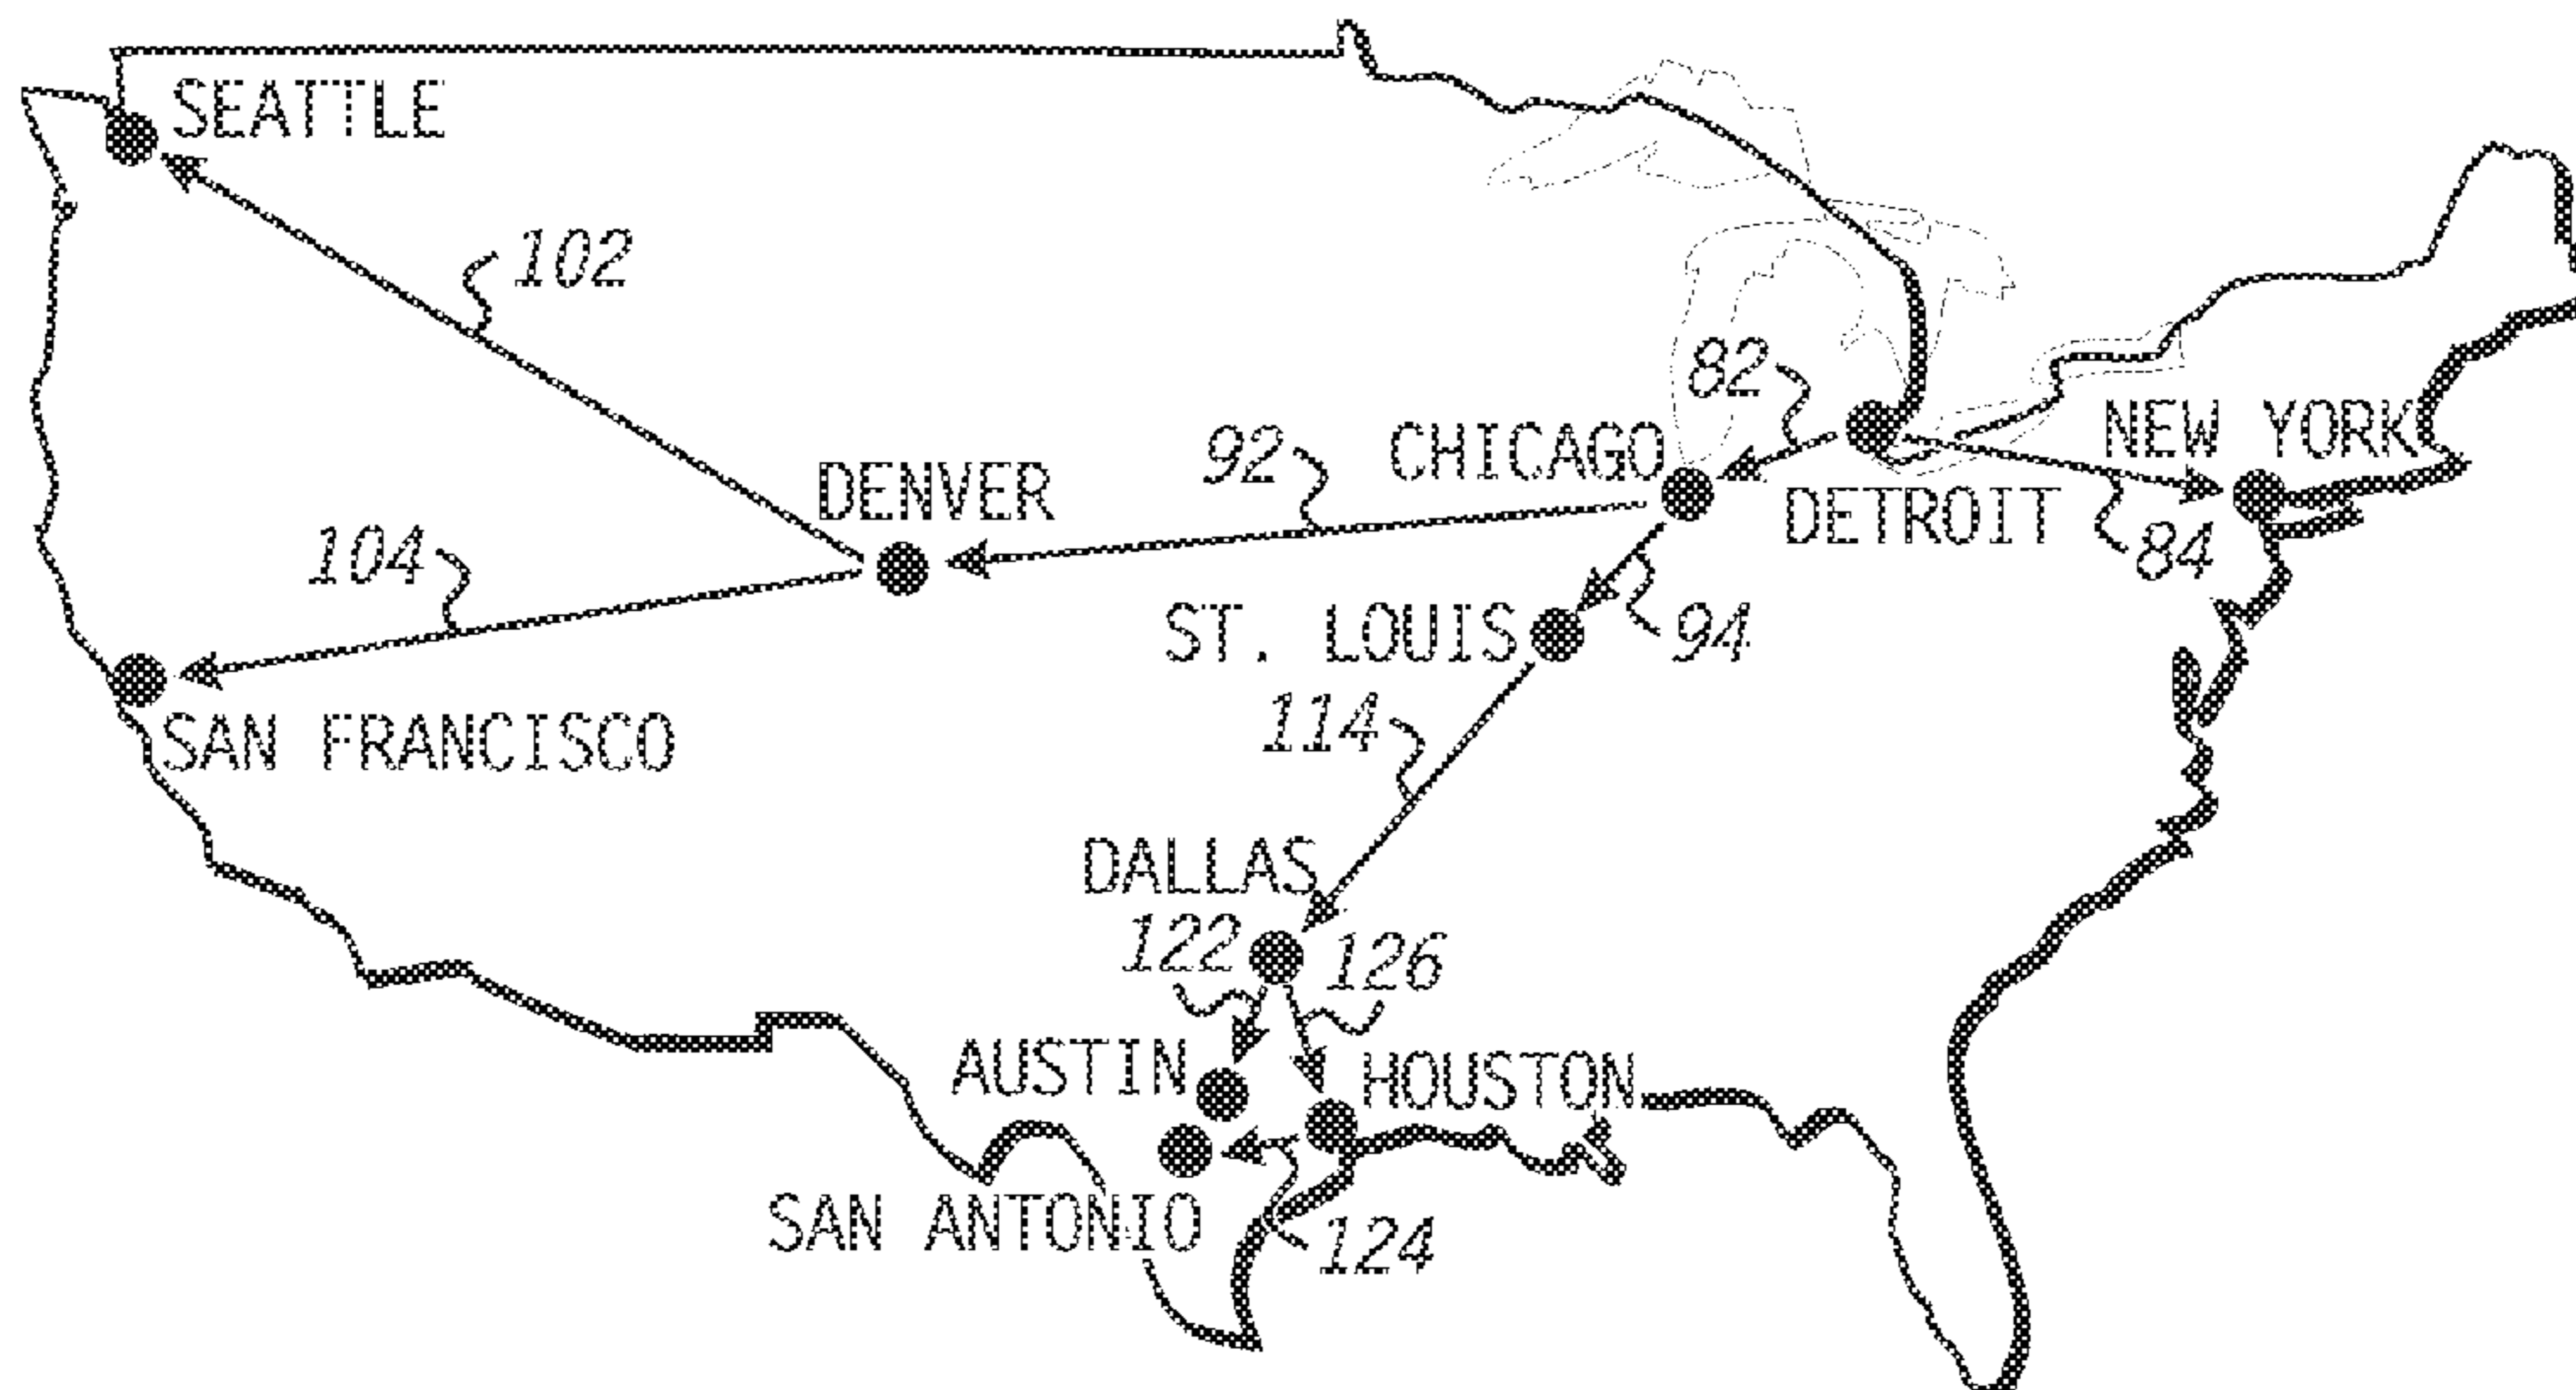 SEATTLE
102
82
NEW YORK
92
CHICAGO
DENVER
DETROIT
104
84
ST. LOUIS
94
114
SAN FRANCISCO
DALLAS
122
126
AUSTIN
HOUSTON
SAN ANTONIO
124